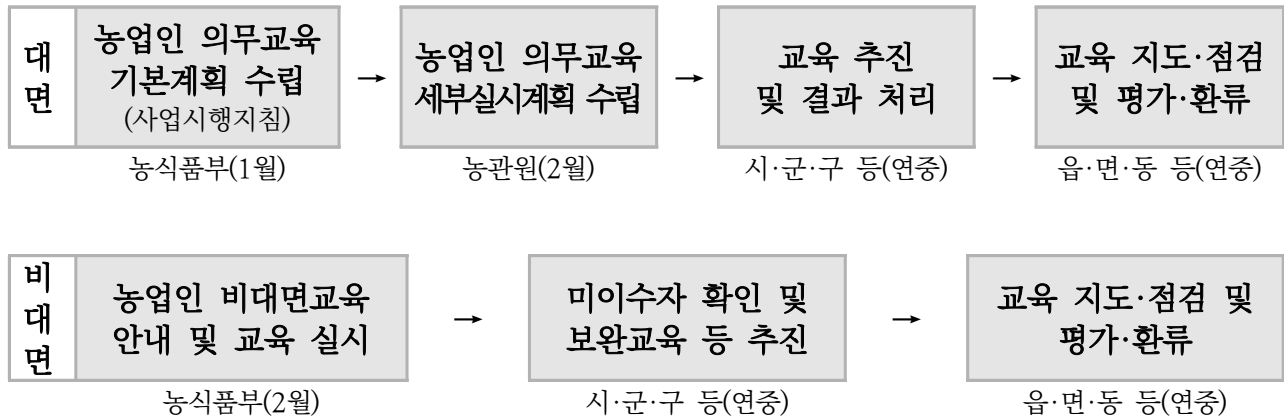 대면
농업인 의무교육
기본계획 수립
(사업시행지침)
→
농업인 의무교육
세부실시계획 수립
→
교육 추진
및 결과 처리
→
교육 지도·점검
및 평가·환류
농식품부(1월)
농관원(2월)
시·군·구 등(연중)
읍·면·동 등(연중)
비대면
농업인 비대면교육
안내 및 교육 실시
→
미이수자 확인 및
보완교육 등 추진
→
교육 지도·점검 및
평가·환류
농식품부(2월)
시·군·구 등(연중)
읍·면·동 등(연중)